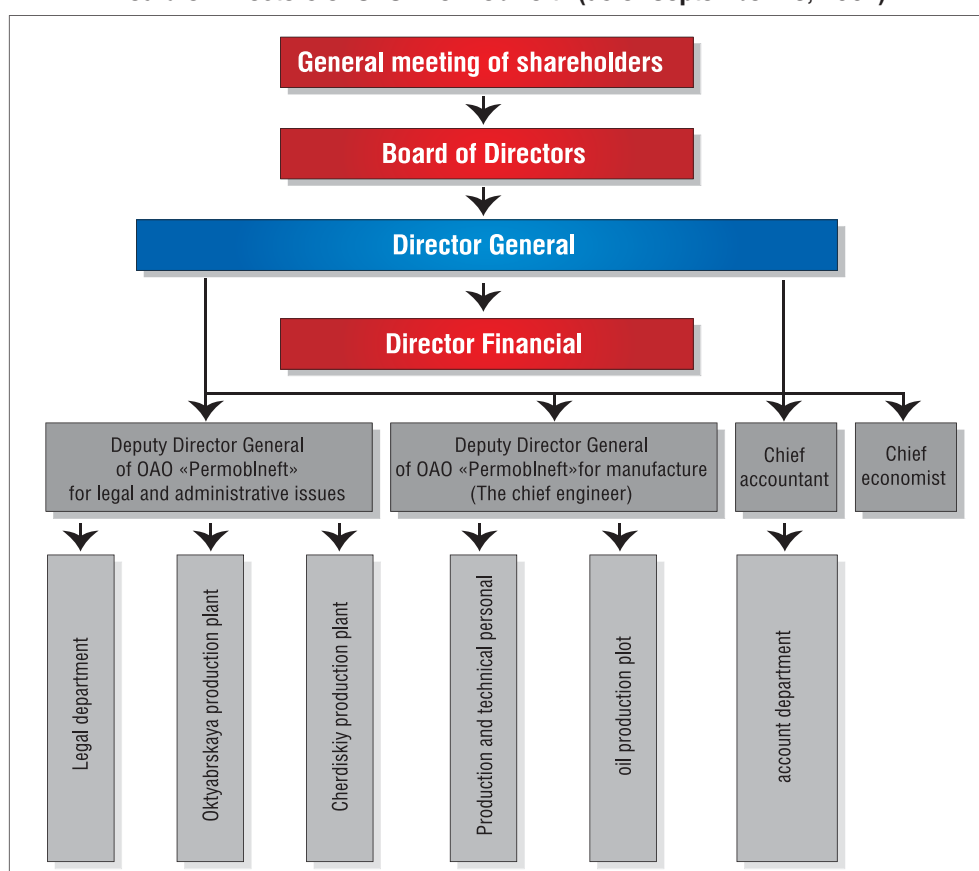 General meeting of shareholders
Board of Directors
Director General
Director Financial
Deputy Director General
of OAO «Permoblneft»
for legal and administrative issues
Deputy Director General
of OAO «Permoblneft»for manufacture
(The chief engineer)
Chief
accountant
Chief
economist
Legal department
Oktyabrskaya production plant
Cherdiskiy production plant
Production and technical personal
oil production plot
account department